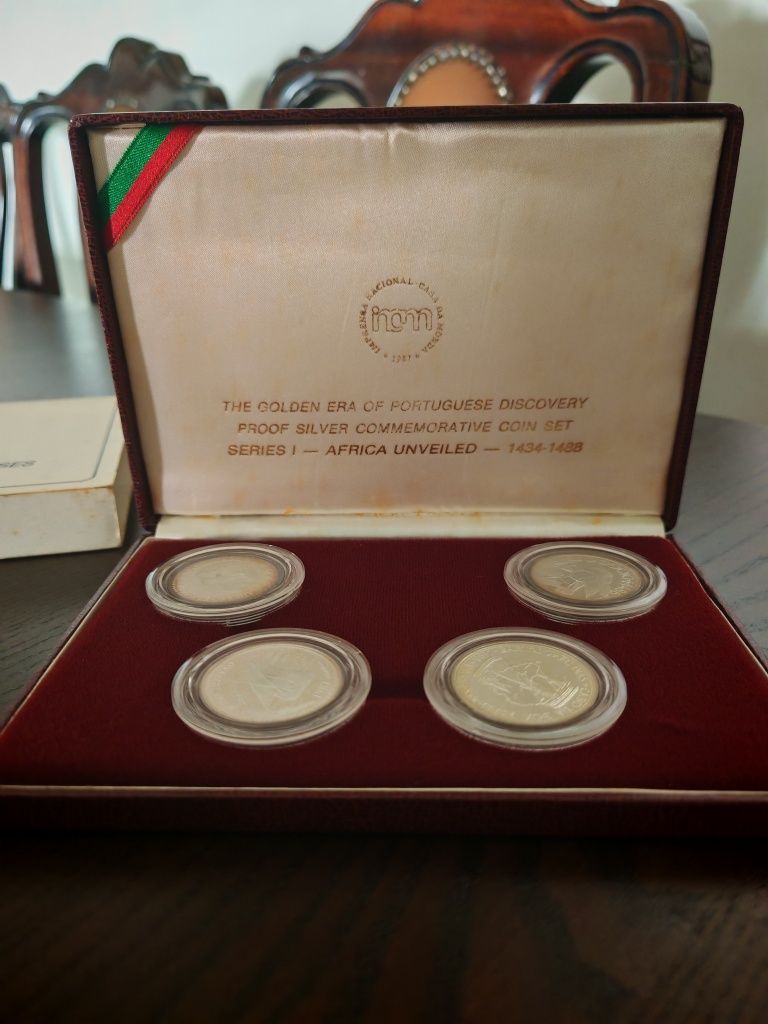 IMPRENSA NACIONAL - CASA DA MOEDA
incm
1987
THE GOLDEN ERA OF PORTUGUESE DISCOVERY
PROOF SILVER COMMEMORATIVE COIN SET
SERIES I — AFRICA UNVEILED — 1434-1488